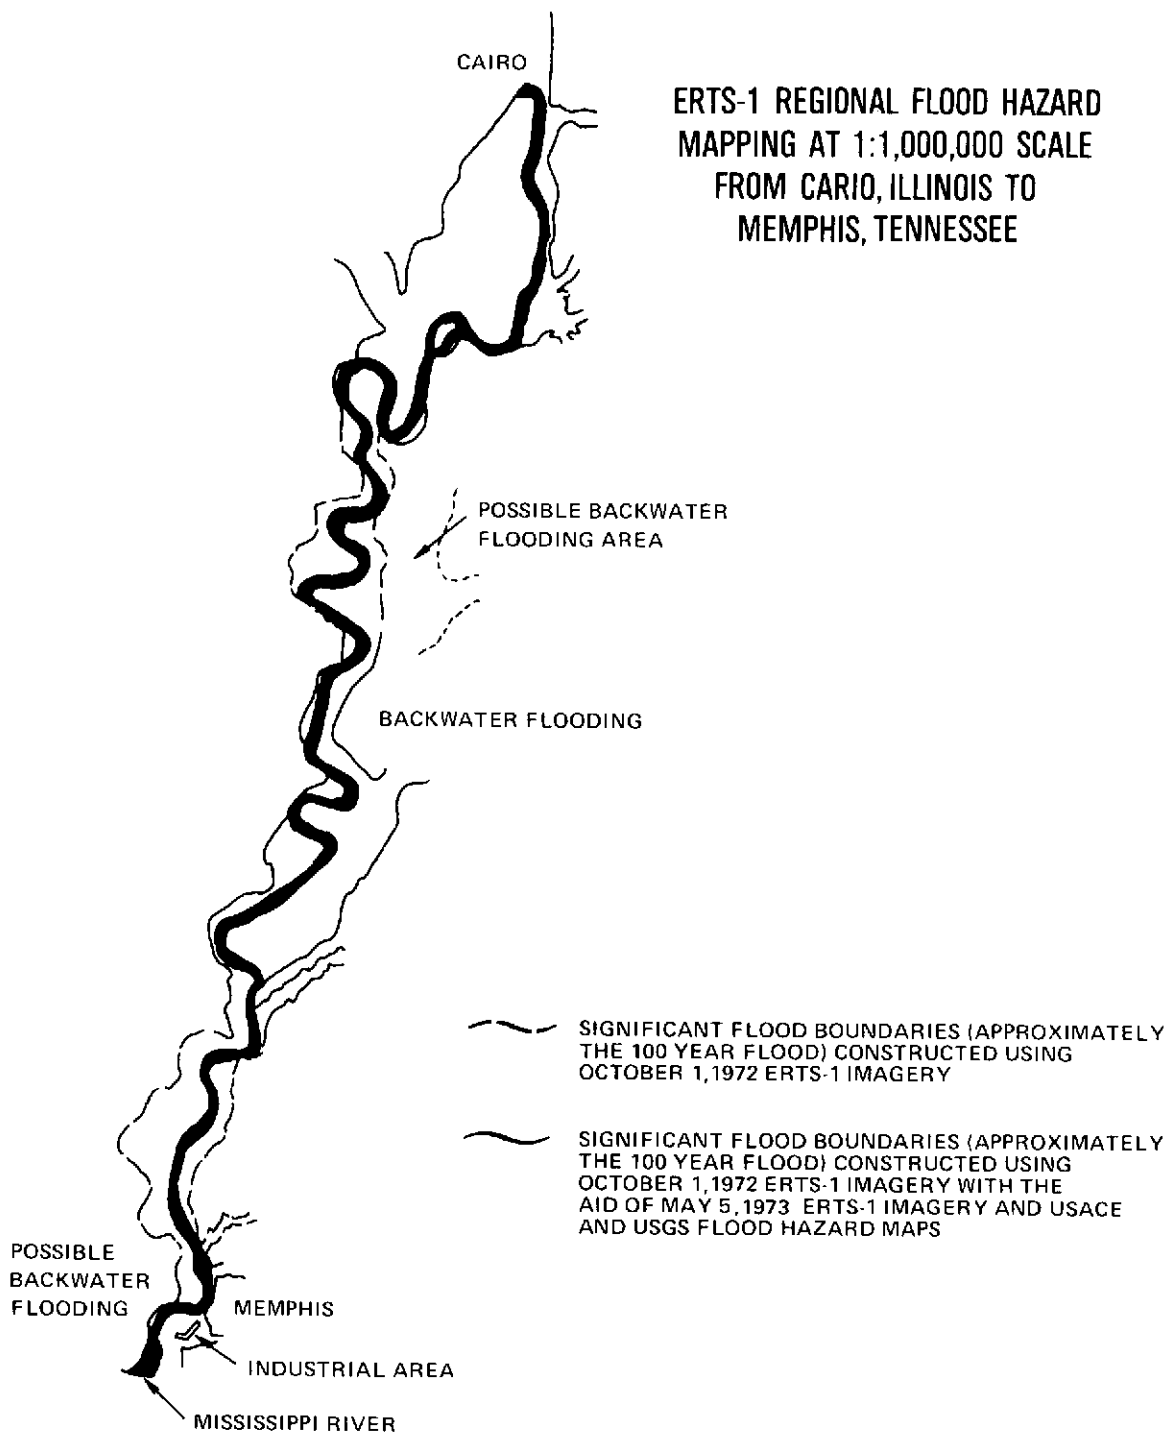 CAIRO
ERTS-1 REGIONAL FLOOD HAZARD
MAPPING AT 1:1,000,000 SCALE
FROM CARIO, ILLINOIS TO
MEMPHIS, TENNESSEE
POSSIBLE BACKWATER
FLOODING AREA
BACKWATER FLOODING
SIGNIFICANT FLOOD BOUNDARIES (APPROXIMATELY
THE 100 YEAR FLOOD) CONSTRUCTED USING
OCTOBER 1,1972 ERTS-1 IMAGERY
SIGNIFICANT FLOOD BOUNDARIES (APPROXIMATELY
THE 100 YEAR FLOOD) CONSTRUCTED USING
OCTOBER 1,1972 ERTS-1 IMAGERY WITH THE
AID OF MAY 5,1973 ERTS-1 IMAGERY AND USACE
AND USGS FLOOD HAZARD MAPS
POSSIBLE
BACKWATER
FLOODING
MEMPHIS
INDUSTRIAL AREA
MISSISSIPPI RIVER